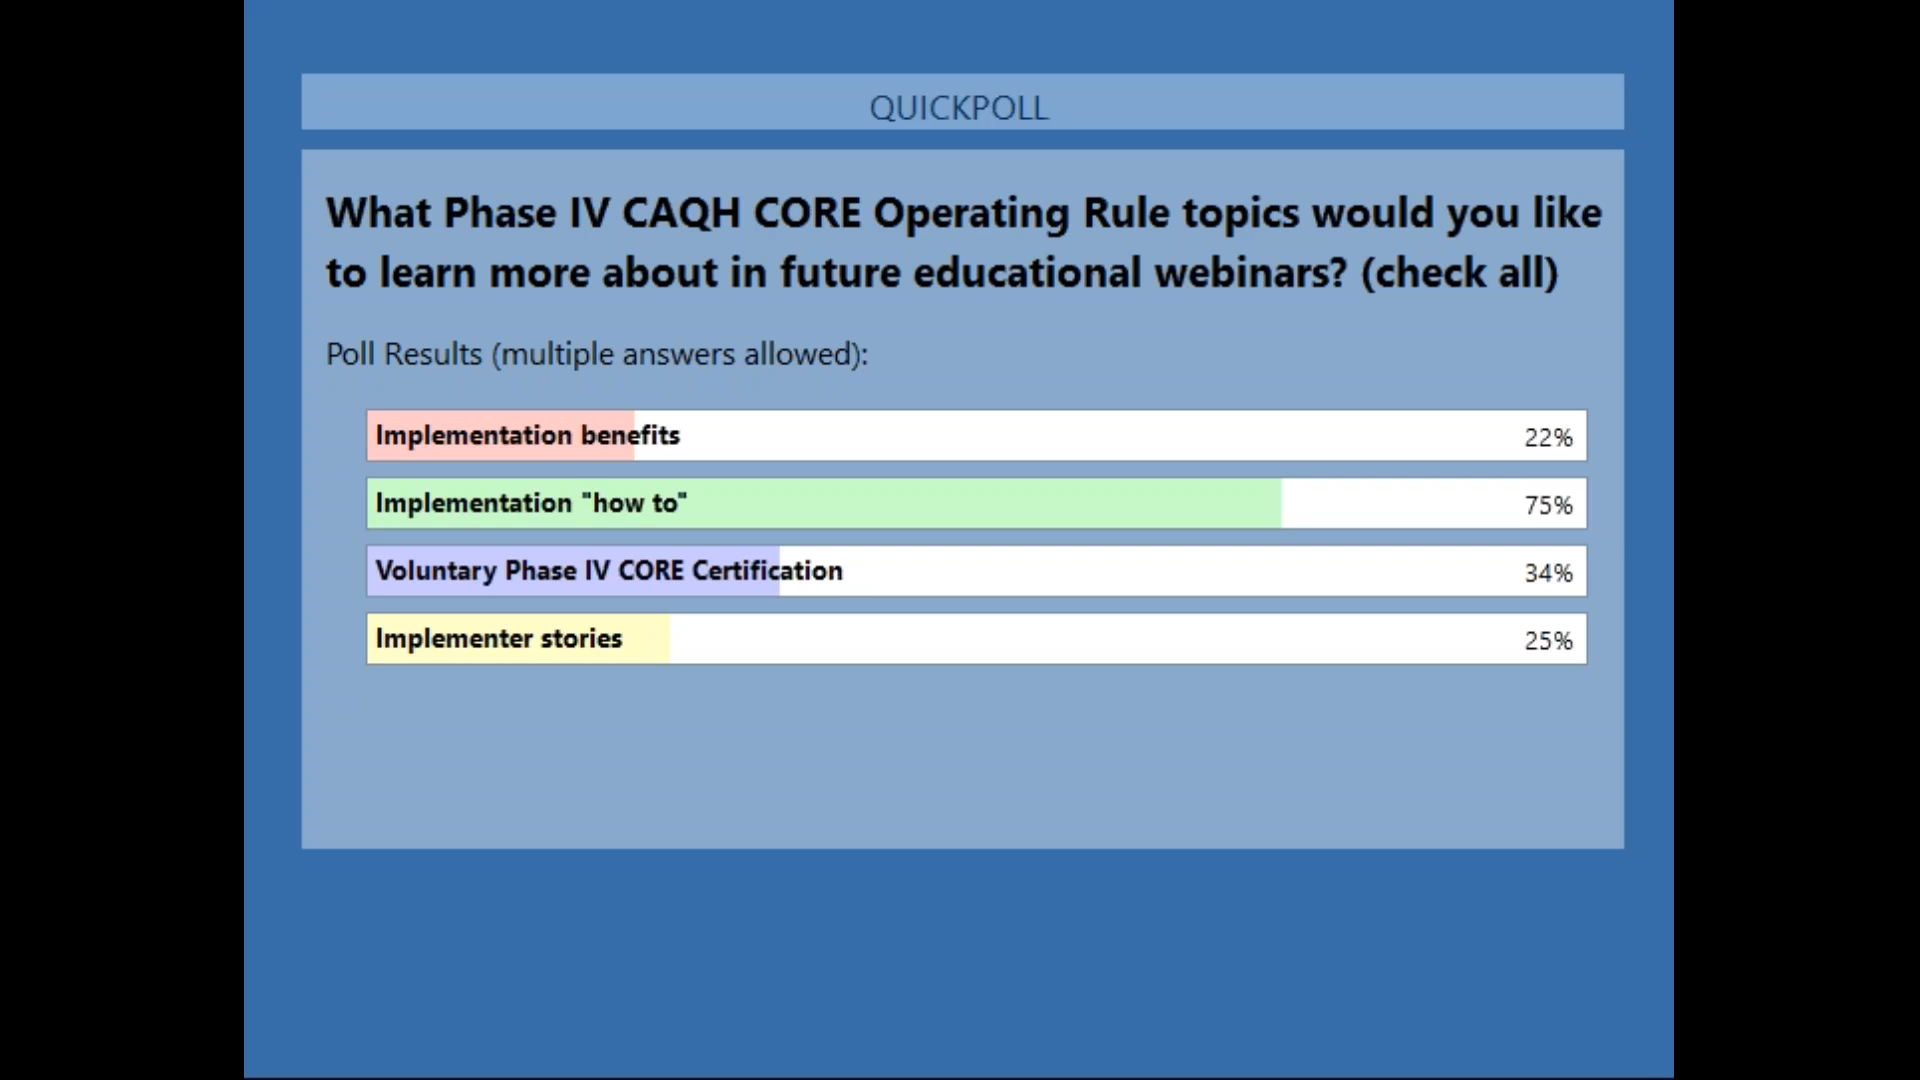 QUICKPOLL
What Phase IV CAQH CORE Operating Rule topics would you like
to learn more about in future educational webinars? (check all)
Poll Results (multiple answers allowed):
Implementation benefits 22%
Implementation "how to" 75%
Voluntary Phase IV CORE Certification 34%
Implementer stories 25%